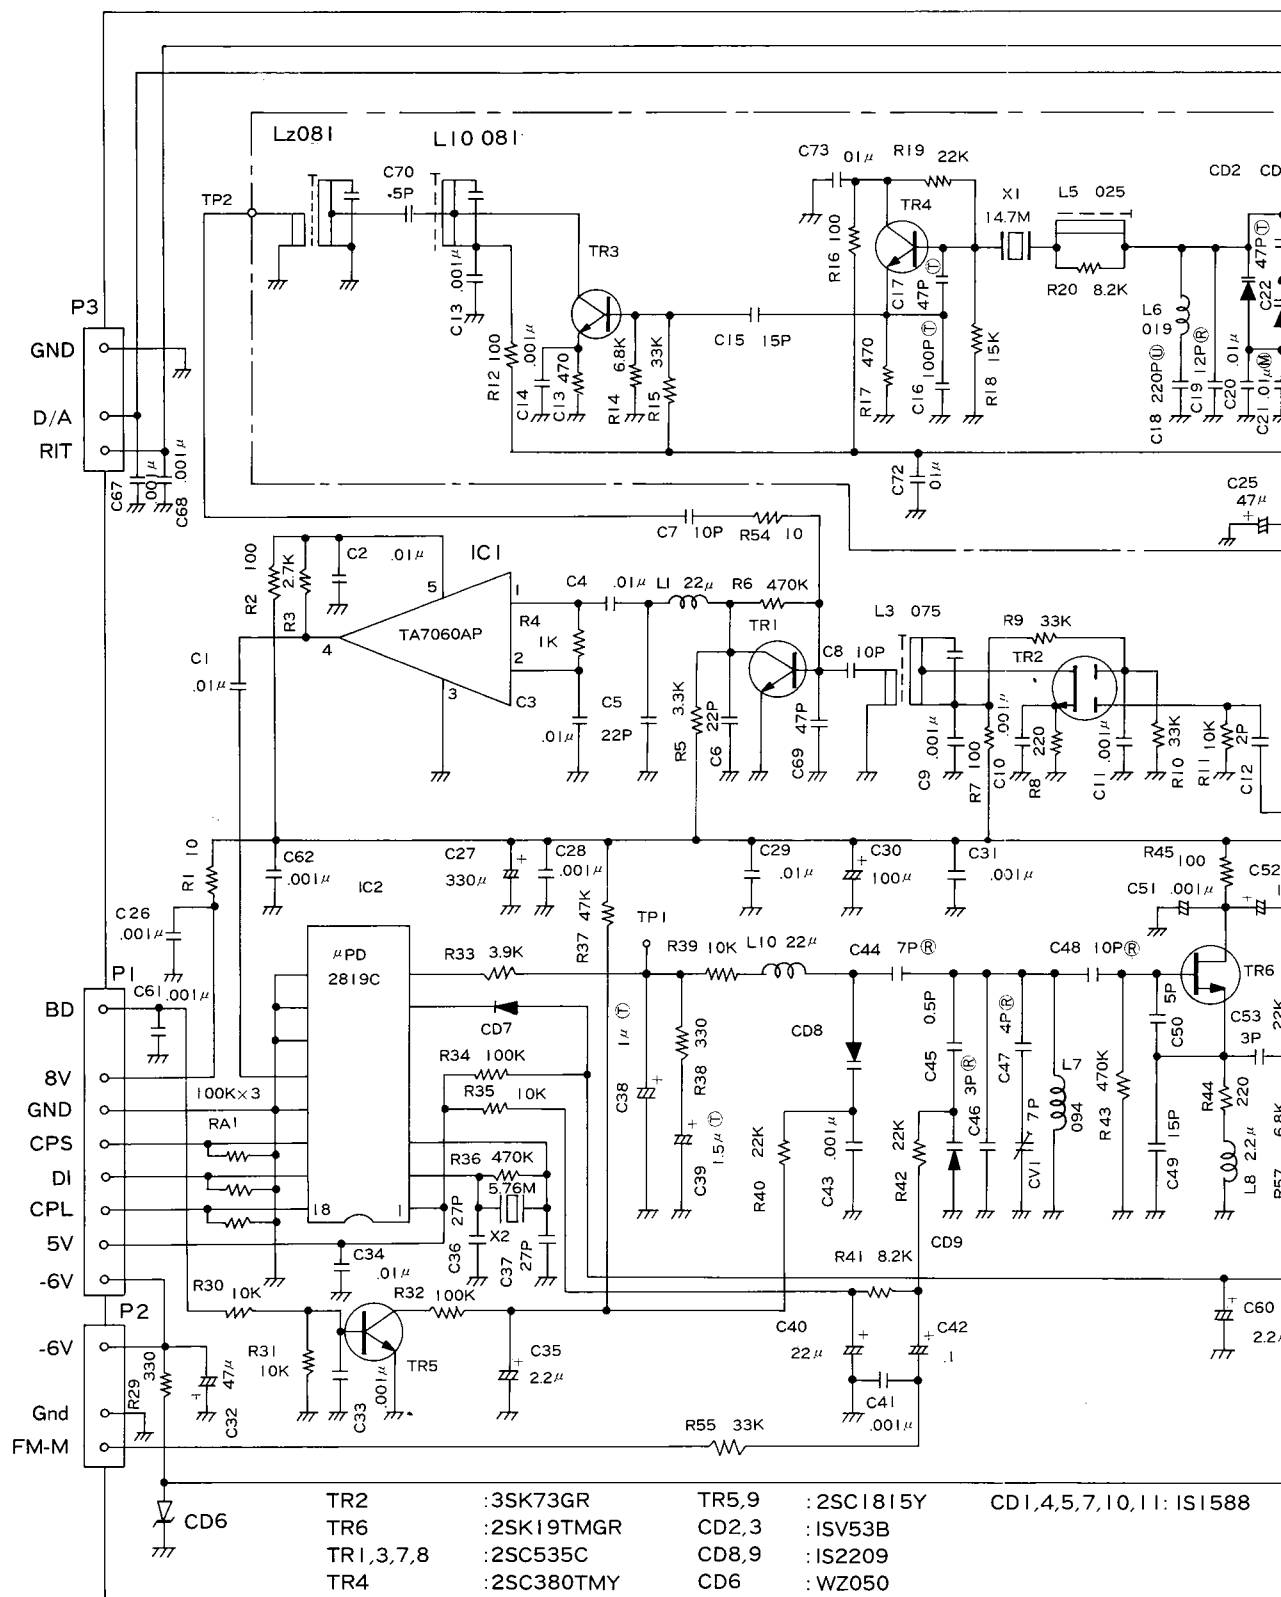 Lz081
L10 081
C70
.5P
TP2
TR3
C13 .001μ
R12 100
.001μ
C14
C13 470
R14 6.8K
R15 33K
C15 15P
C73 .01μ
R19 22K
TR4
R16 100
C17 47P Ⓣ
R17 470
C16 100P Ⓣ
R18 15K
X1
14.7M
L5 025
R20 8.2K
CD2 CD
L6
019
C18 220P Ⓤ
C19 12P Ⓡ
C20 .01μ
C21 .01μ Ⓜ
C22 47P Ⓣ
C72 .01μ
C25
47μ
P3
GND
D/A
RIT
C67 .001μ
C68 .001μ
C7 10P R54 10
R2 100
R3 2.7K
C2 .01μ
IC1
TA7060AP
1
2
3
4
5
C1
.01μ
C4 .01μ
L1 22μ
R6 470K
R4
1K
C3
.01μ
C5
22P
TR1
R5 3.3K
C6 22P
C69 47P
C8 10P
L3 075
R9 33K
TR2
C9 .001μ
R7 100
C10 .001μ
R8 220
C11 .001μ
R10 33K
R11 10K
C12 2P
R1 10
C62
.001μ
C27
330μ
C28
.001μ
C29
.01μ
C30
100μ
C31
.001μ
R45
100
C51 .001μ
C52
C26
.001μ
IC2
μPD
2819C
18
1
R37 47K
TP1
R33 3.9K
CD7
R34 100K
R35 10K
R36 470K
5.76M
X2
C36 27P
C37 27P
R39 10K
L10 22μ
C44 7P Ⓡ
C48 10P Ⓡ
TR6
C38 1μ Ⓣ
R38 330
C39 1.5μ Ⓣ
CD8
R40 22K
C43 .001μ
R42 22K
C45 0.5P
CD9
C46 3P Ⓡ
C47 4P Ⓡ
CV1 7P
L7
094
R43 470K
C50 5P
C49 15P
C53
3P
22K
R44 220
L8 2.2μ
R57 6.8K
P1
BD
8V
GND
CPS
DI
CPL
5V
-6V
C61 .001μ
100K×3
RA1
C34
.01μ
R41 8.2K
R30
10K
R31
10K
C33 .001μ
TR5
R32
100K
C35
2.2μ
C40
22μ
C42
.1
C41
.001μ
C60
2.2
P2
-6V
Gnd
FM-M
R29 330
C32 47μ
R55 33K
CD6
TR2 :3SK73GR TR5,9 :2SC1815Y CD1,4,5,7,10,11: IS1588
TR6 :2SK19TMGR CD2,3 :ISV53B
TR1,3,7,8 :2SC535C CD8,9 :IS2209
TR4 :2SC380TMY CD6 :WZ050